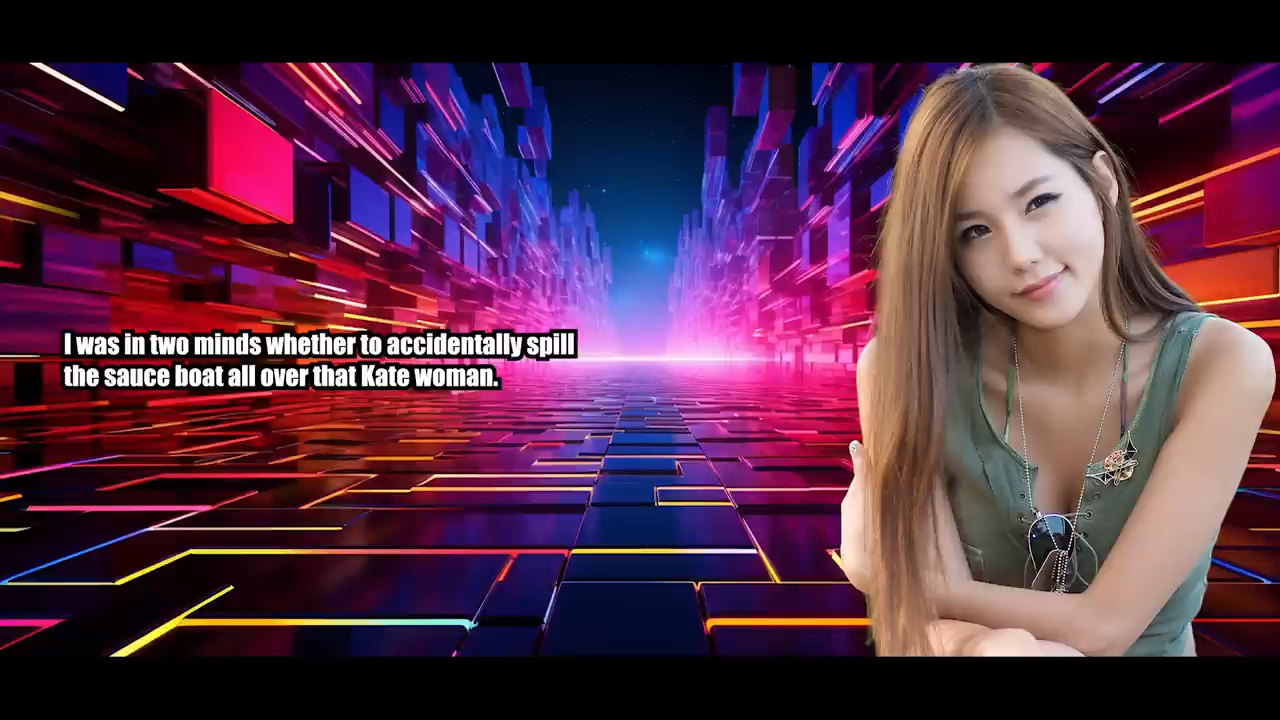 I was in two minds whether to accidentally spill
the sauce boat all over that Kate woman.